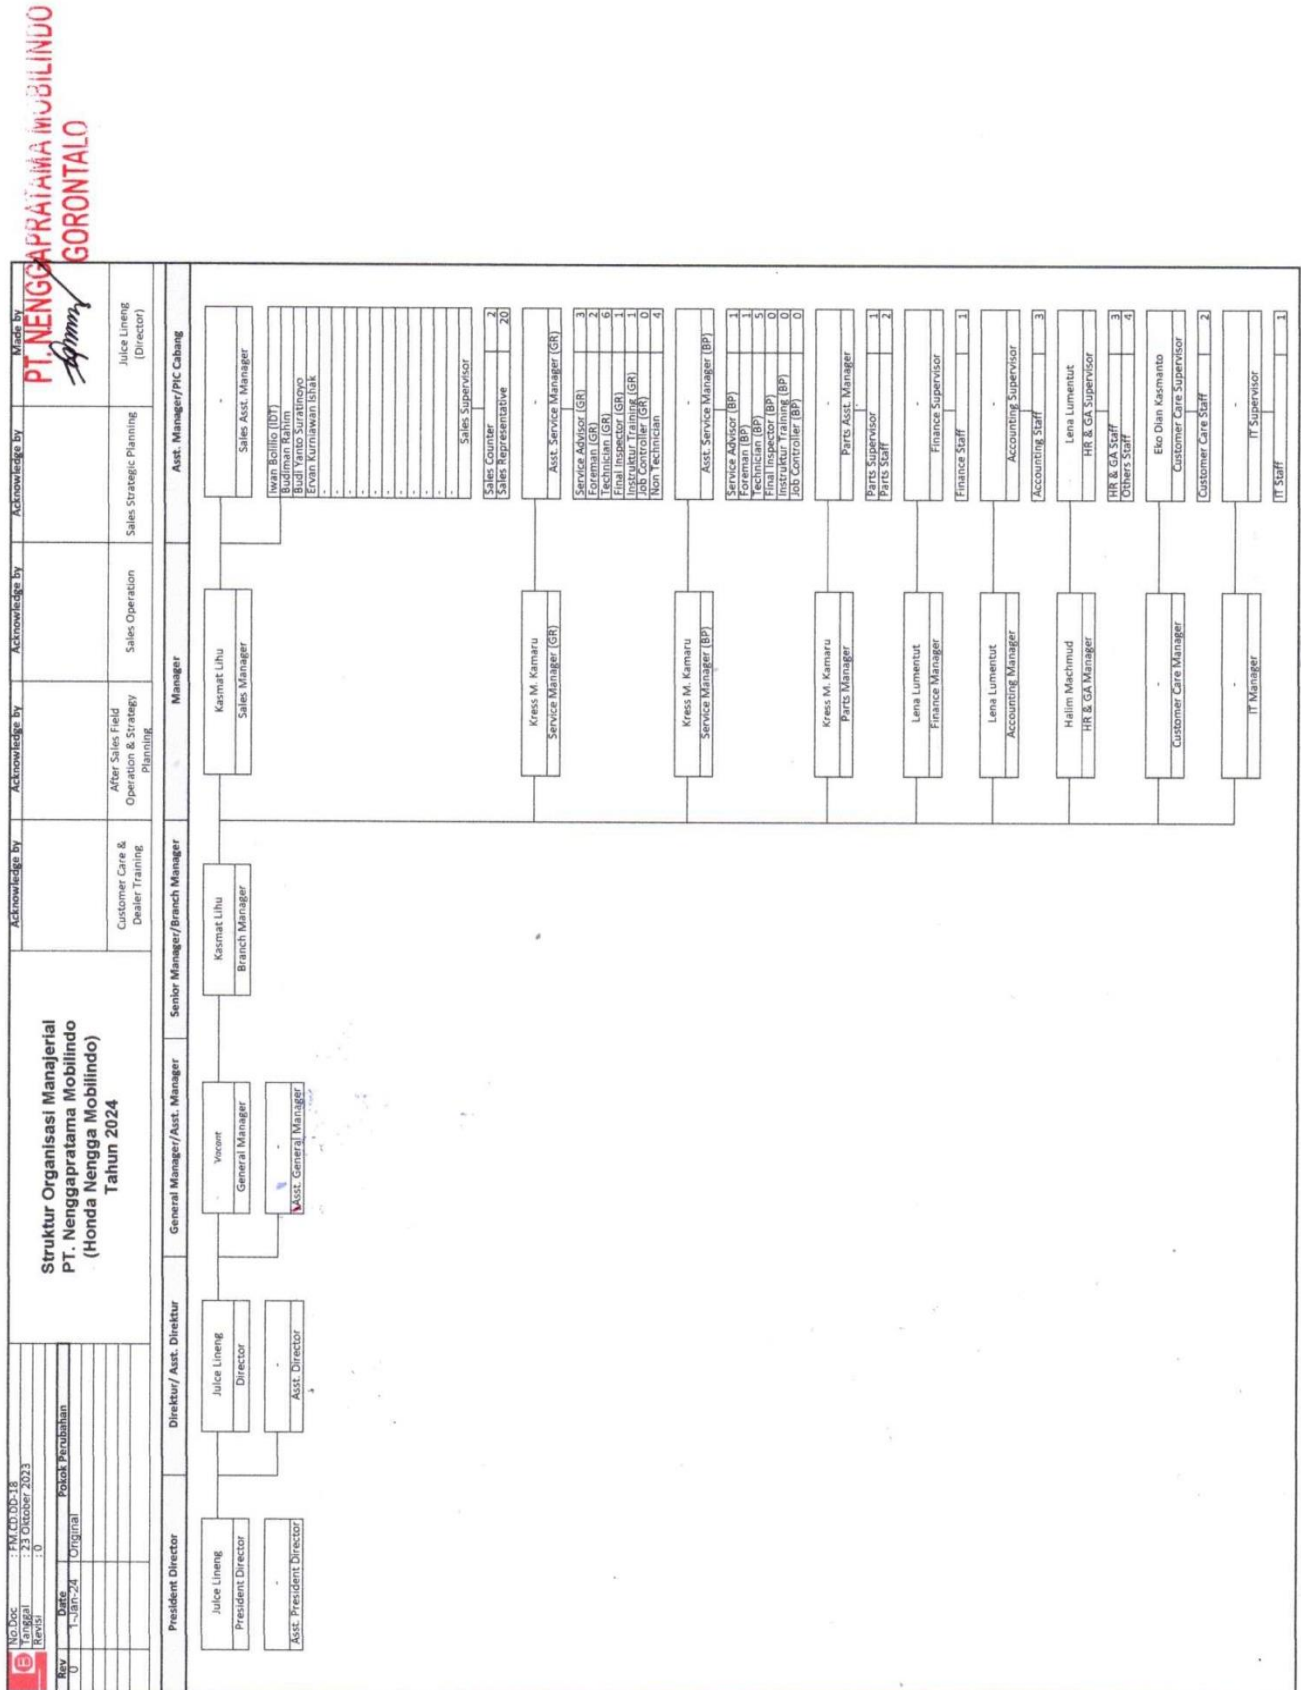 No.Doc : FM.CD.OD-18
Tanggal : 23 Oktober 2023
Revisi : 0
Rev Date Pokok Perubahan
0 1-Jan-24 Original
Struktur Organisasi Manajerial
PT. Nenggapratama Mobilindo
(Honda Nengga Mobilindo)
Tahun 2024
Acknowledge by
Acknowledge by
Acknowledge by
Acknowledge by
Made by
Customer Care &
Dealer Training
After Sales Field
Operation & Strategy
Planning
Sales Operation
Sales Strategic Planning
Julce Lineng
(Director)
PT. NENGGAPRATAMA MOBILINDO
GORONTALO
President Director
Direktur/ Asst. Direktur
General Manager/Asst. Manager
Senior Manager/Branch Manager
Manager
Asst. Manager/PIC Cabang
Julce Lineng
President Director
-
Asst. President Director
Julce Lineng
Director
-
Asst. Director
Vocant
General Manager
-
Asst. General Manager
Kasmat Lihu
Branch Manager
Kasmat Lihu
Sales Manager
-
Sales Asst. Manager
Iwan Bolilio (IDT)
Budiman Rahim
Budi Yanto Suratinoyo
Ervan Kurniawan Ishak
-
-
-
-
-
-
-
-
-
-
Sales Supervisor
Sales Counter 2
Sales Representative 20
Kress M. Kamaru
Service Manager (GR)
-
Asst. Service Manager (GR)
Service Advisor (GR) 3
Foreman (GR) 2
Technician (GR) 6
Final Inspector (GR) 1
Instruktur Training (GR) 1
Job Controller (GR) 0
Non Technician 4
Kress M. Kamaru
Service Manager (BP)
-
Asst. Service Manager (BP)
Service Advisor (BP) 1
Foreman (BP) 1
Technician (BP) 5
Final Inspector (BP) 0
Instruktur Training (BP) 0
Job Controller (BP) 0
Kress M. Kamaru
Parts Manager
-
Parts Asst. Manager
Parts Supervisor 1
Parts Staff 2
Lena Lumentut
Finance Manager
-
Finance Supervisor
Finance Staff 1
Lena Lumentut
Accounting Manager
-
Accounting Supervisor
Accounting Staff 3
Halim Machmud
HR & GA Manager
Lena Lumentut
HR & GA Supervisor
HR & GA Staff 3
Others Staff 4
-
Customer Care Manager
Eko Dian Kasmanto
Customer Care Supervisor
Customer Care Staff 2
-
IT Manager
-
IT Supervisor
IT Staff 1